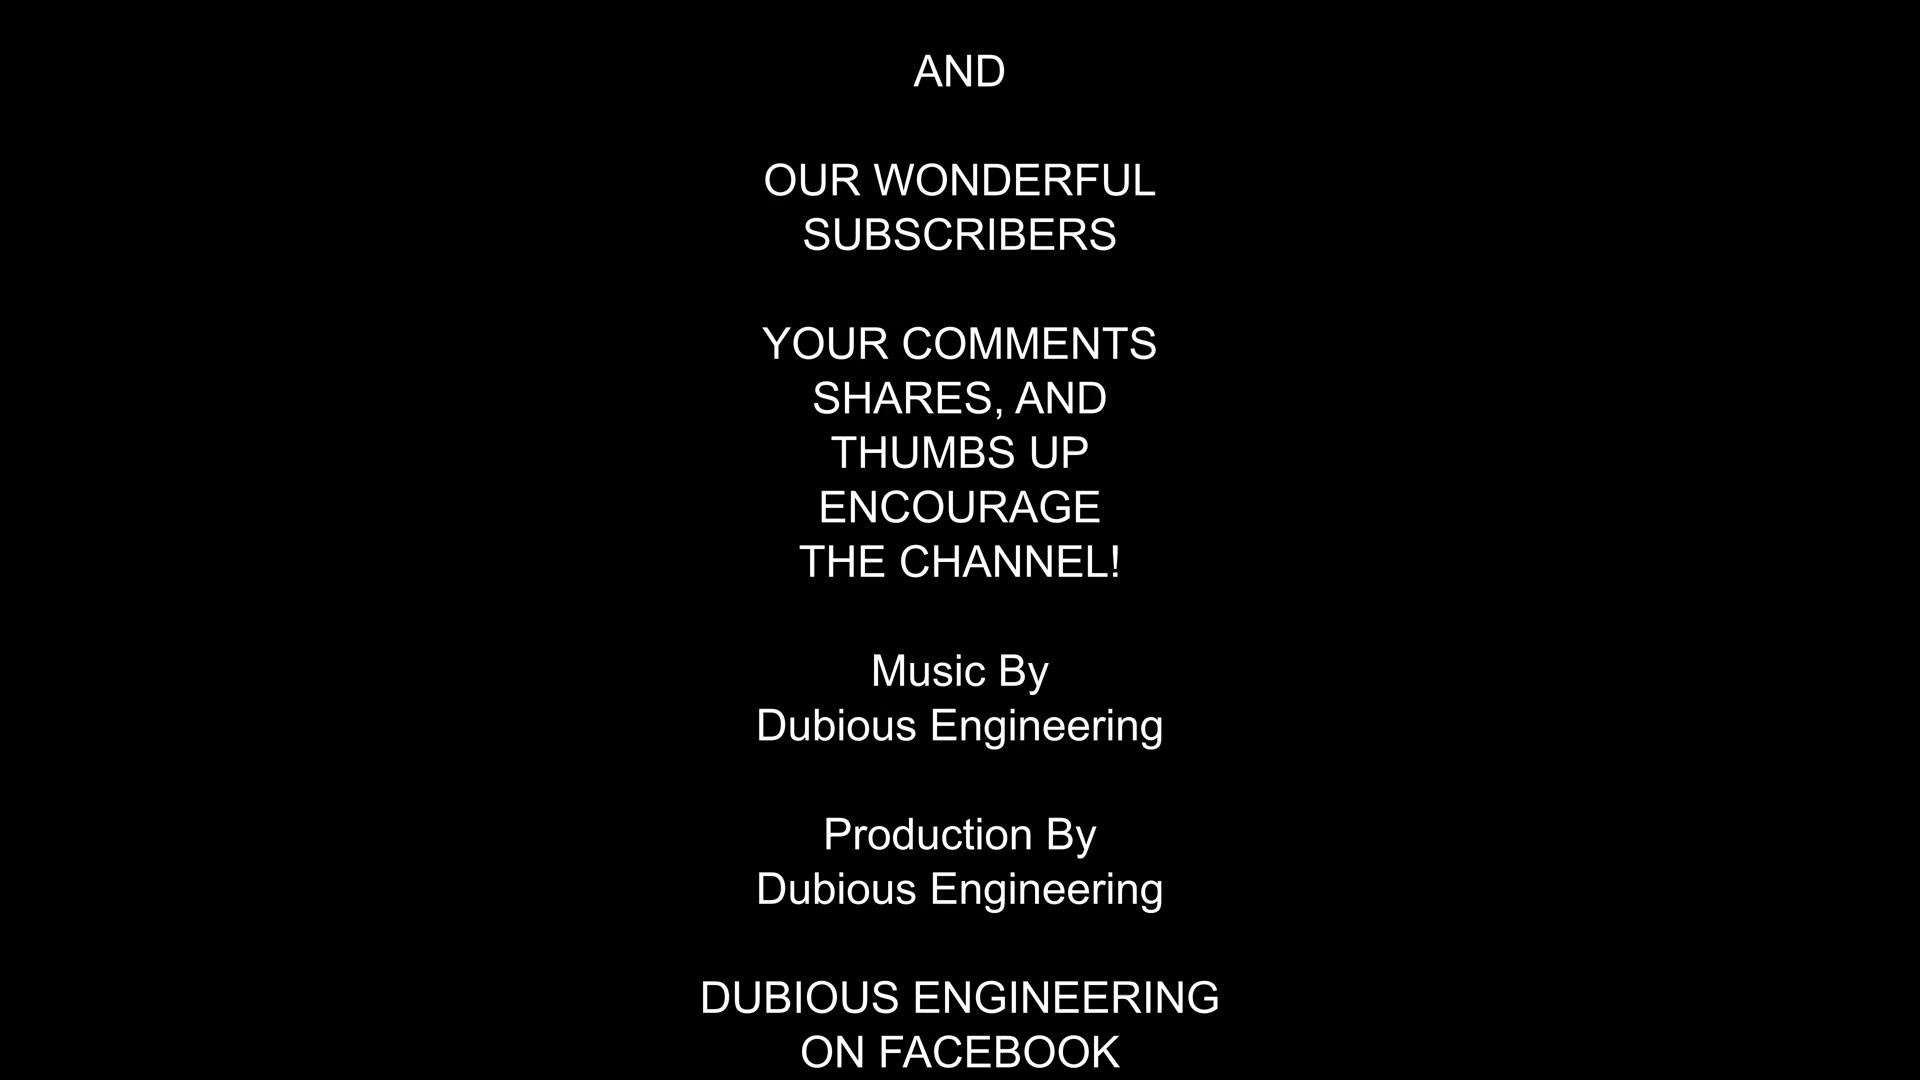 AND
OUR WONDERFUL
SUBSCRIBERS
YOUR COMMENTS
SHARES, AND
THUMBS UP
ENCOURAGE
THE CHANNEL!
Music By
Dubious Engineering
Production By
Dubious Engineering
DUBIOUS ENGINEERING
ON FACEBOOK